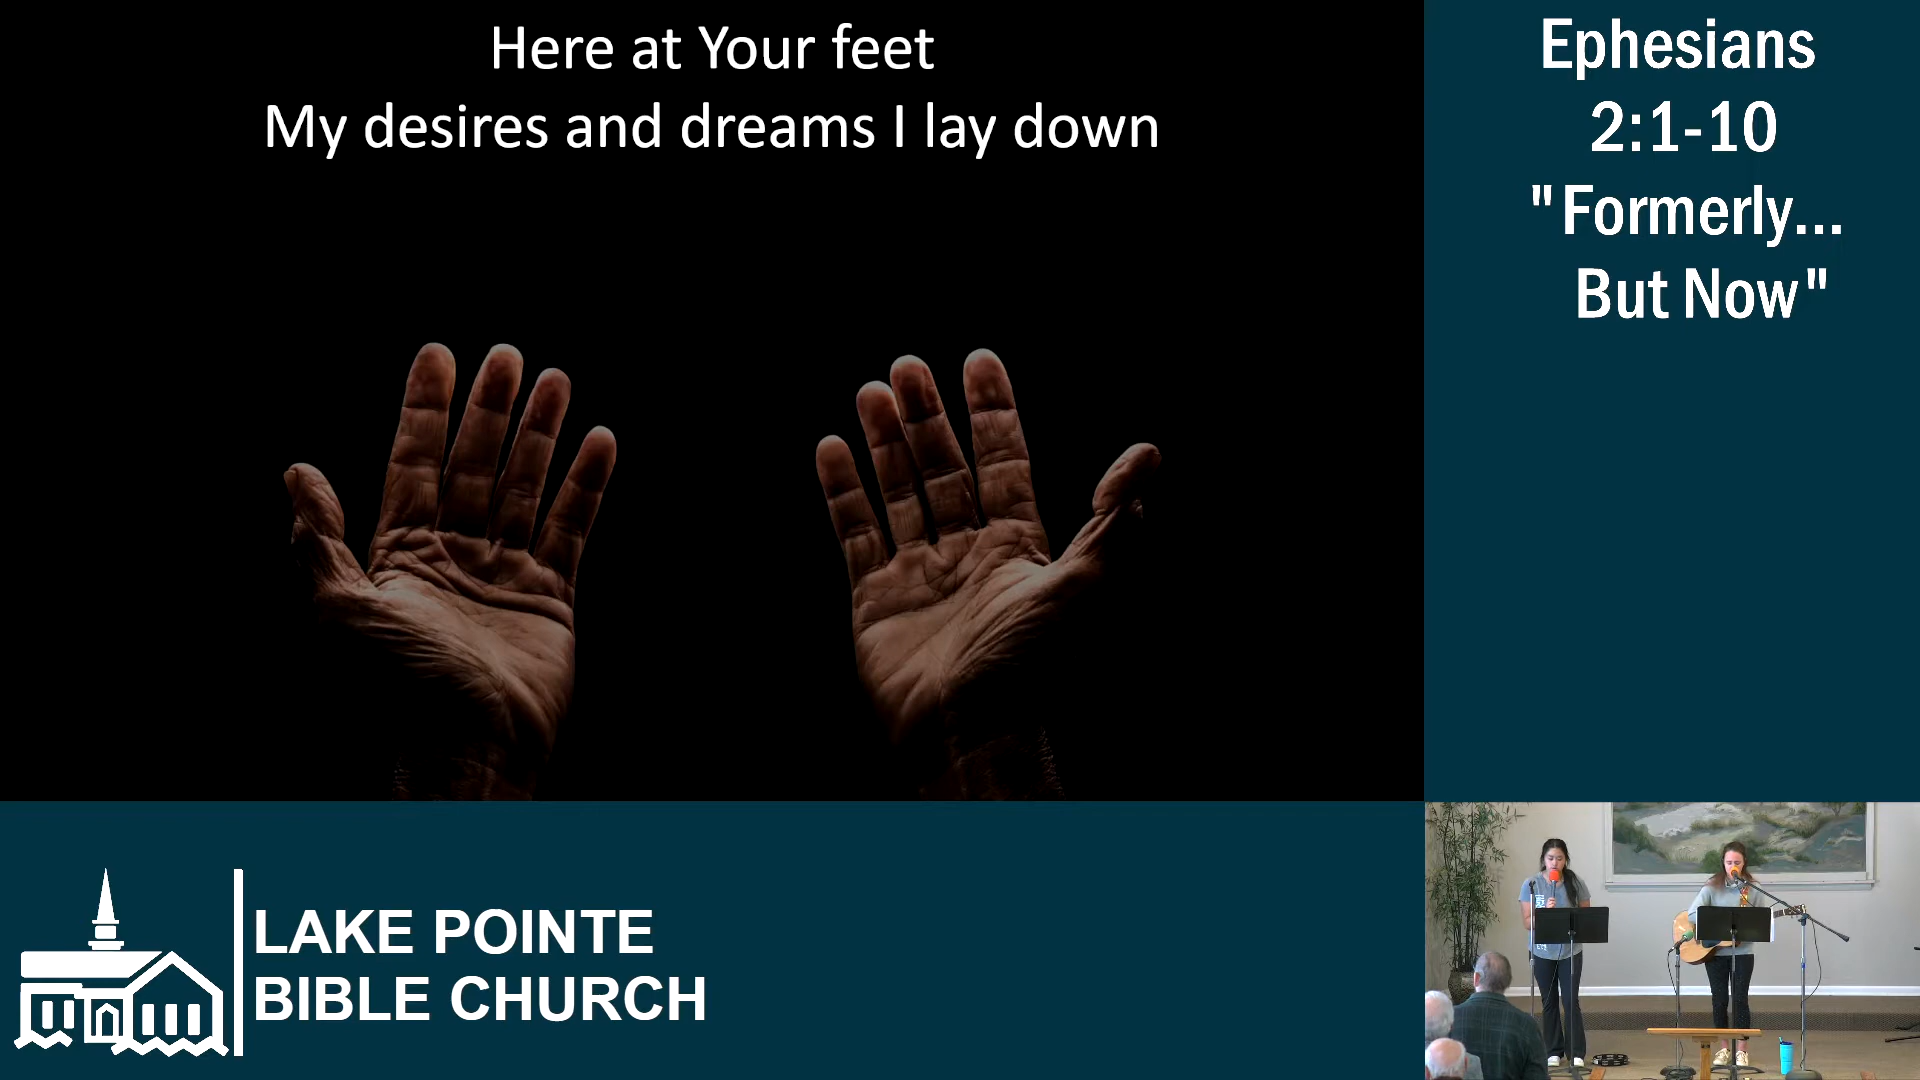 Here at Your feet
My desires and dreams I lay down
Ephesians
2:1-10
"Formerly...
But Now"
LAKE POINTE
BIBLE CHURCH